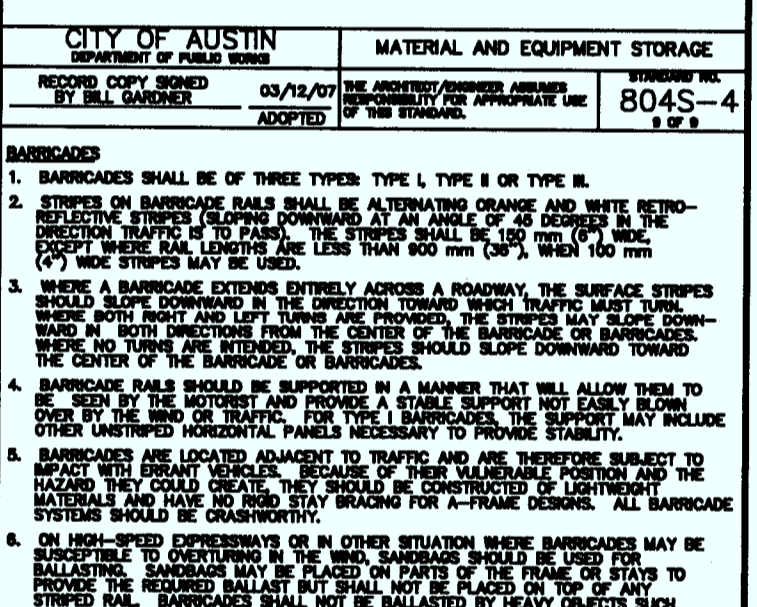 CITY OF AUSTIN
DEPARTMENT OF PUBLIC WORKS
MATERIAL AND EQUIPMENT STORAGE
RECORD COPY SIGNED
BY BILL GARDNER
03/12/07
ADOPTED
THE ARCHITECT/ENGINEER ASSUMES
RESPONSIBILITY FOR APPROPRIATE USE
OF THIS STANDARD.
STANDARD NO.
804S-4
9 OF 9
BARRICADES
1. BARRICADES SHALL BE OF THREE TYPES: TYPE I, TYPE II OR TYPE III.
2. STRIPES ON BARRICADE RAILS SHALL BE ALTERNATING ORANGE AND WHITE RETRO-
REFLECTIVE STRIPES (SLOPING DOWNWARD AT AN ANGLE OF 45 DEGREES IN THE
DIRECTION TRAFFIC IS TO PASS). THE STRIPES SHALL BE 150 mm (6") WIDE,
EXCEPT WHERE RAIL LENGTHS ARE LESS THAN 900 mm (36"), WHEN 100 mm
(4") WIDE STRIPES MAY BE USED.
3. WHERE A BARRICADE EXTENDS ENTIRELY ACROSS A ROADWAY, THE SURFACE STRIPES
SHOULD SLOPE DOWNWARD IN THE DIRECTION TOWARD WHICH TRAFFIC MUST TURN.
WHERE BOTH RIGHT AND LEFT TURNS ARE PROVIDED, THE STRIPES MAY SLOPE DOWN-
WARD IN BOTH DIRECTIONS FROM THE CENTER OF THE BARRICADE OR BARRICADES.
WHERE NO TURNS ARE INTENDED, THE STRIPES SHOULD SLOPE DOWNWARD TOWARD
THE CENTER OF THE BARRICADE OR BARRICADES.
4. BARRICADE RAILS SHOULD BE SUPPORTED IN A MANNER THAT WILL ALLOW THEM TO
BE SEEN BY THE MOTORIST AND PROVIDE A STABLE SUPPORT NOT EASILY BLOWN
OVER BY THE WIND OR TRAFFIC. FOR TYPE I BARRICADES, THE SUPPORT MAY INCLUDE
OTHER UNSTRIPED HORIZONTAL PANELS NECESSARY TO PROVIDE STABILITY.
5. BARRICADES ARE LOCATED ADJACENT TO TRAFFIC AND ARE THEREFORE SUBJECT TO
IMPACT WITH ERRANT VEHICLES. BECAUSE OF THEIR VULNERABLE POSITION AND THE
HAZARD THEY COULD CREATE, THEY SHOULD BE CONSTRUCTED OF LIGHTWEIGHT
MATERIALS AND HAVE NO RIGID STAY BRACING FOR A-FRAME DESIGNS. ALL BARRICADE
SYSTEMS SHOULD BE CRASHWORTHY.
6. ON HIGH-SPEED EXPRESSWAYS OR IN OTHER SITUATION WHERE BARRICADES MAY BE
SUSCEPTIBLE TO OVERTURING IN THE WIND, SANDBAGS SHOULD BE USED FOR
BALLASTING. SANDBAGS MAY BE PLACED ON PARTS OF THE FRAME OR STAYS TO
PROVIDE THE REQUIRED BALLAST BUT SHALL NOT BE PLACED ON TOP OF ANY
STRIPED RAIL. BARRICADES SHALL NOT BE BALLASTED BY HEAVY OBJECTS SUCH